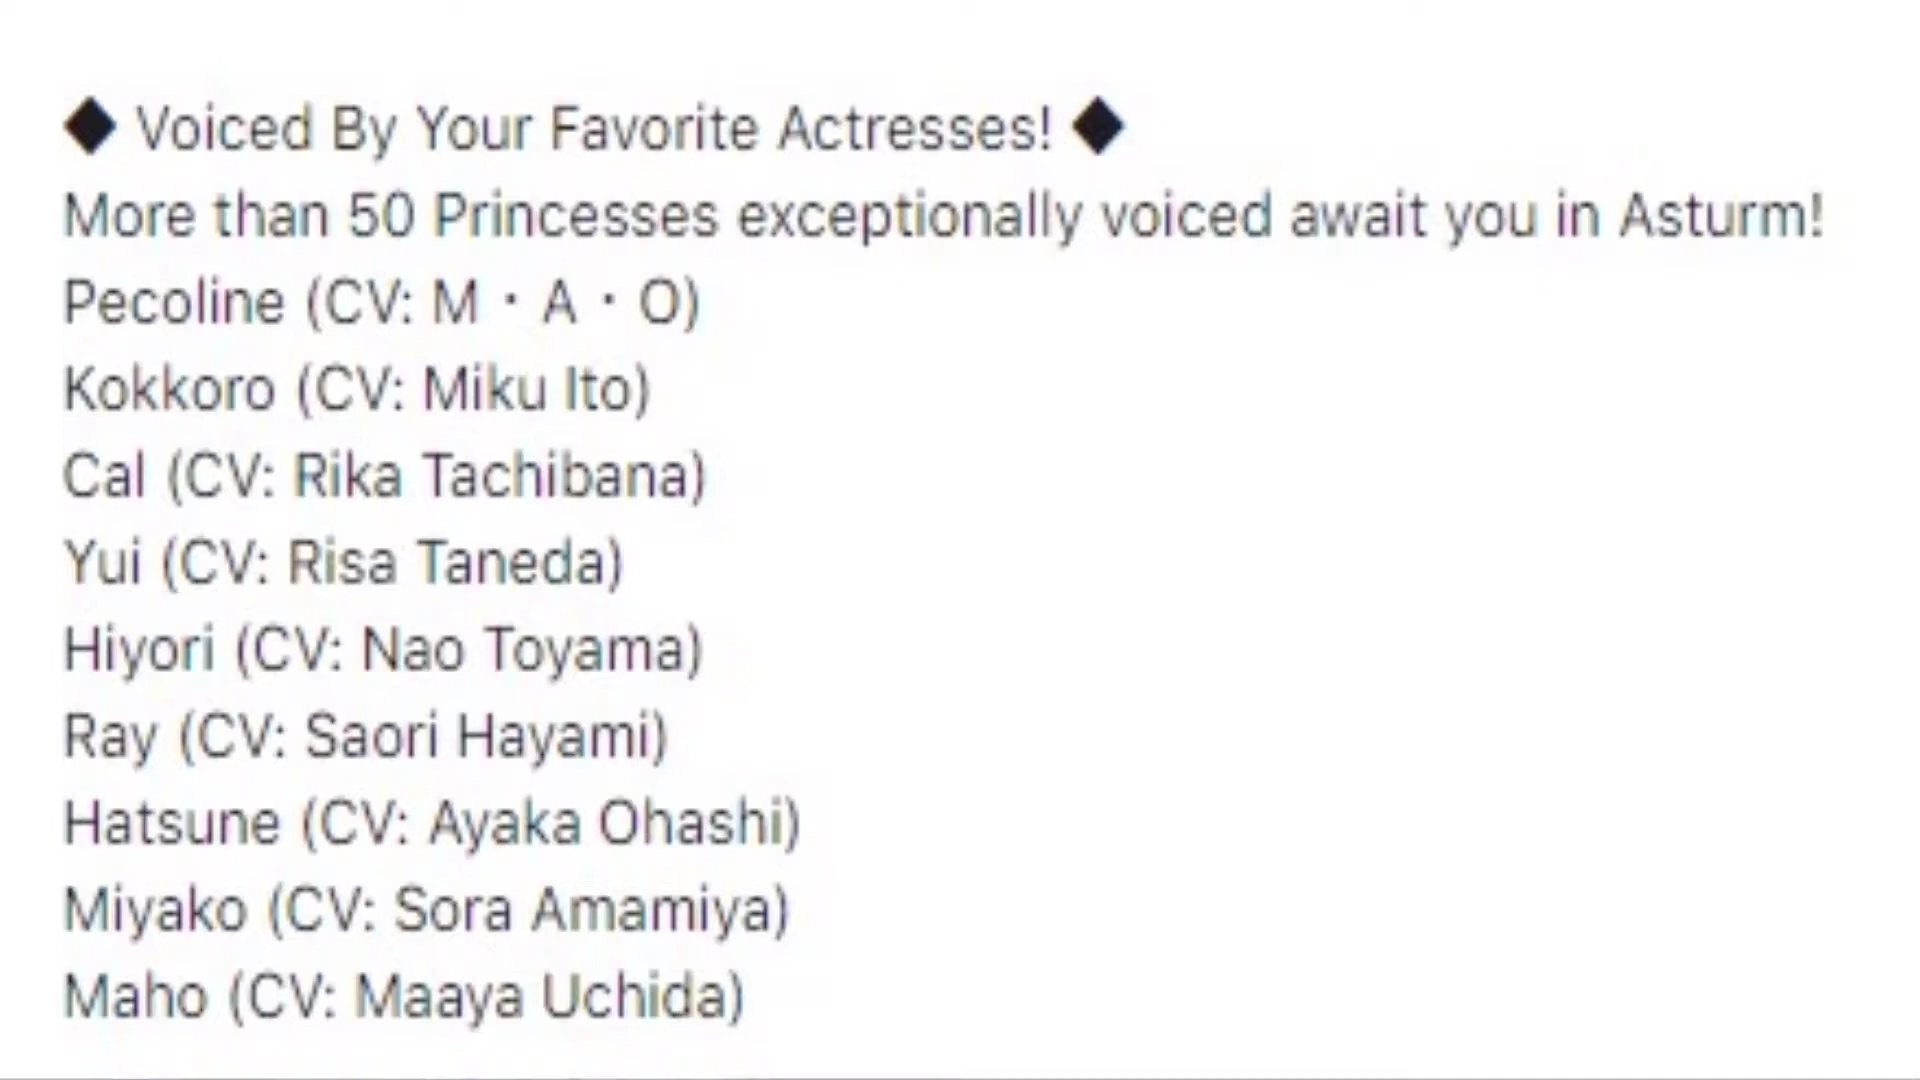 ◆ Voiced By Your Favorite Actresses! ◆
More than 50 Princesses exceptionally voiced await you in Asturm!
Pecoline (CV: M・A・O)
Kokkoro (CV: Miku Ito)
Cal (CV: Rika Tachibana)
Yui (CV: Risa Taneda)
Hiyori (CV: Nao Toyama)
Ray (CV: Saori Hayami)
Hatsune (CV: Ayaka Ohashi)
Miyako (CV: Sora Amamiya)
Maho (CV: Maaya Uchida)